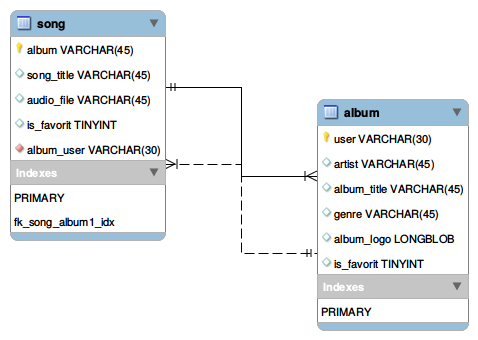 song
album VARCHAR(45)
song_title VARCHAR(45)
audio_file VARCHAR(45)
is_favorit TINYINT
album_user VARCHAR(30)
Indexes
PRIMARY
fk_song_album1_idx
album
user VARCHAR(30)
artist VARCHAR(45)
album_title VARCHAR(45)
genre VARCHAR(45)
album_logo LONGBLOB
is_favorit TINYINT
Indexes
PRIMARY